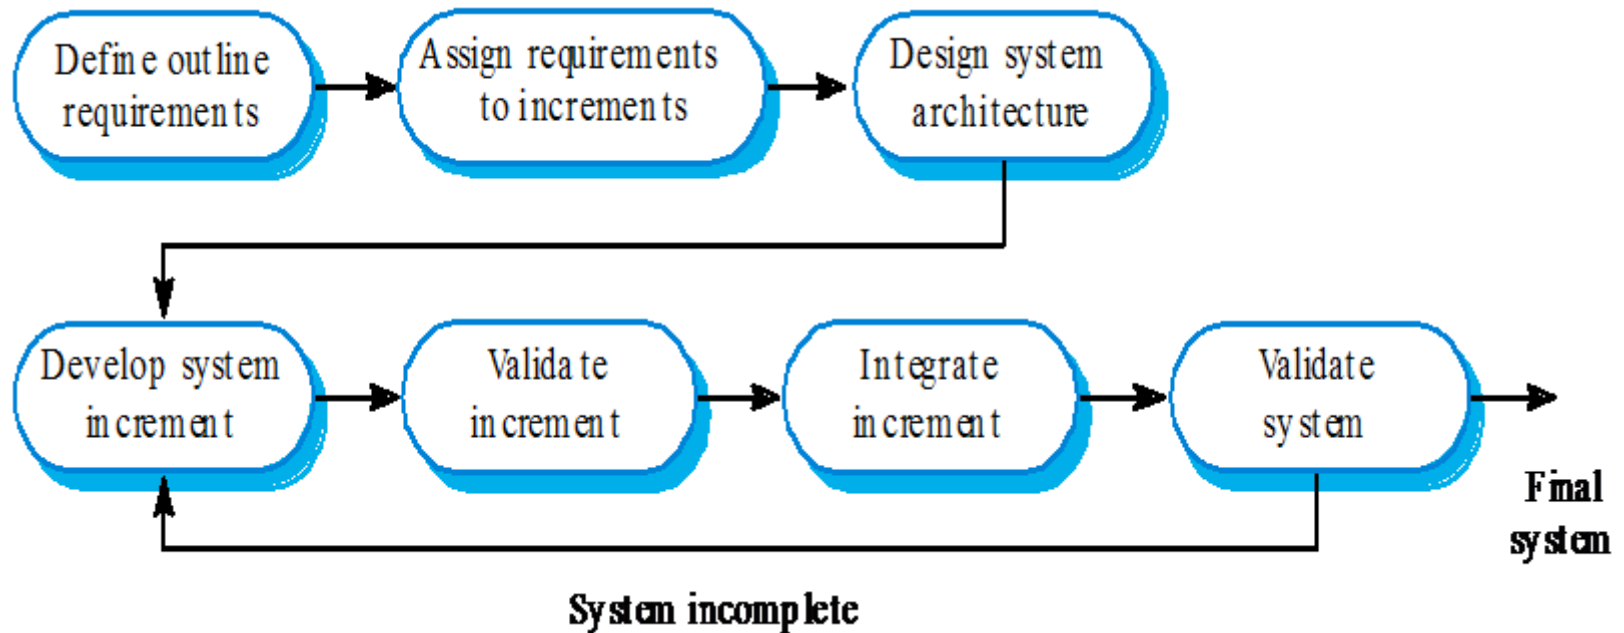 Define outline
requirements
Assign requirements
to increments
Design system
architecture
Develop system
increment
Validate
increment
Integrate
increment
Validate
system
Final
system
System incomplete